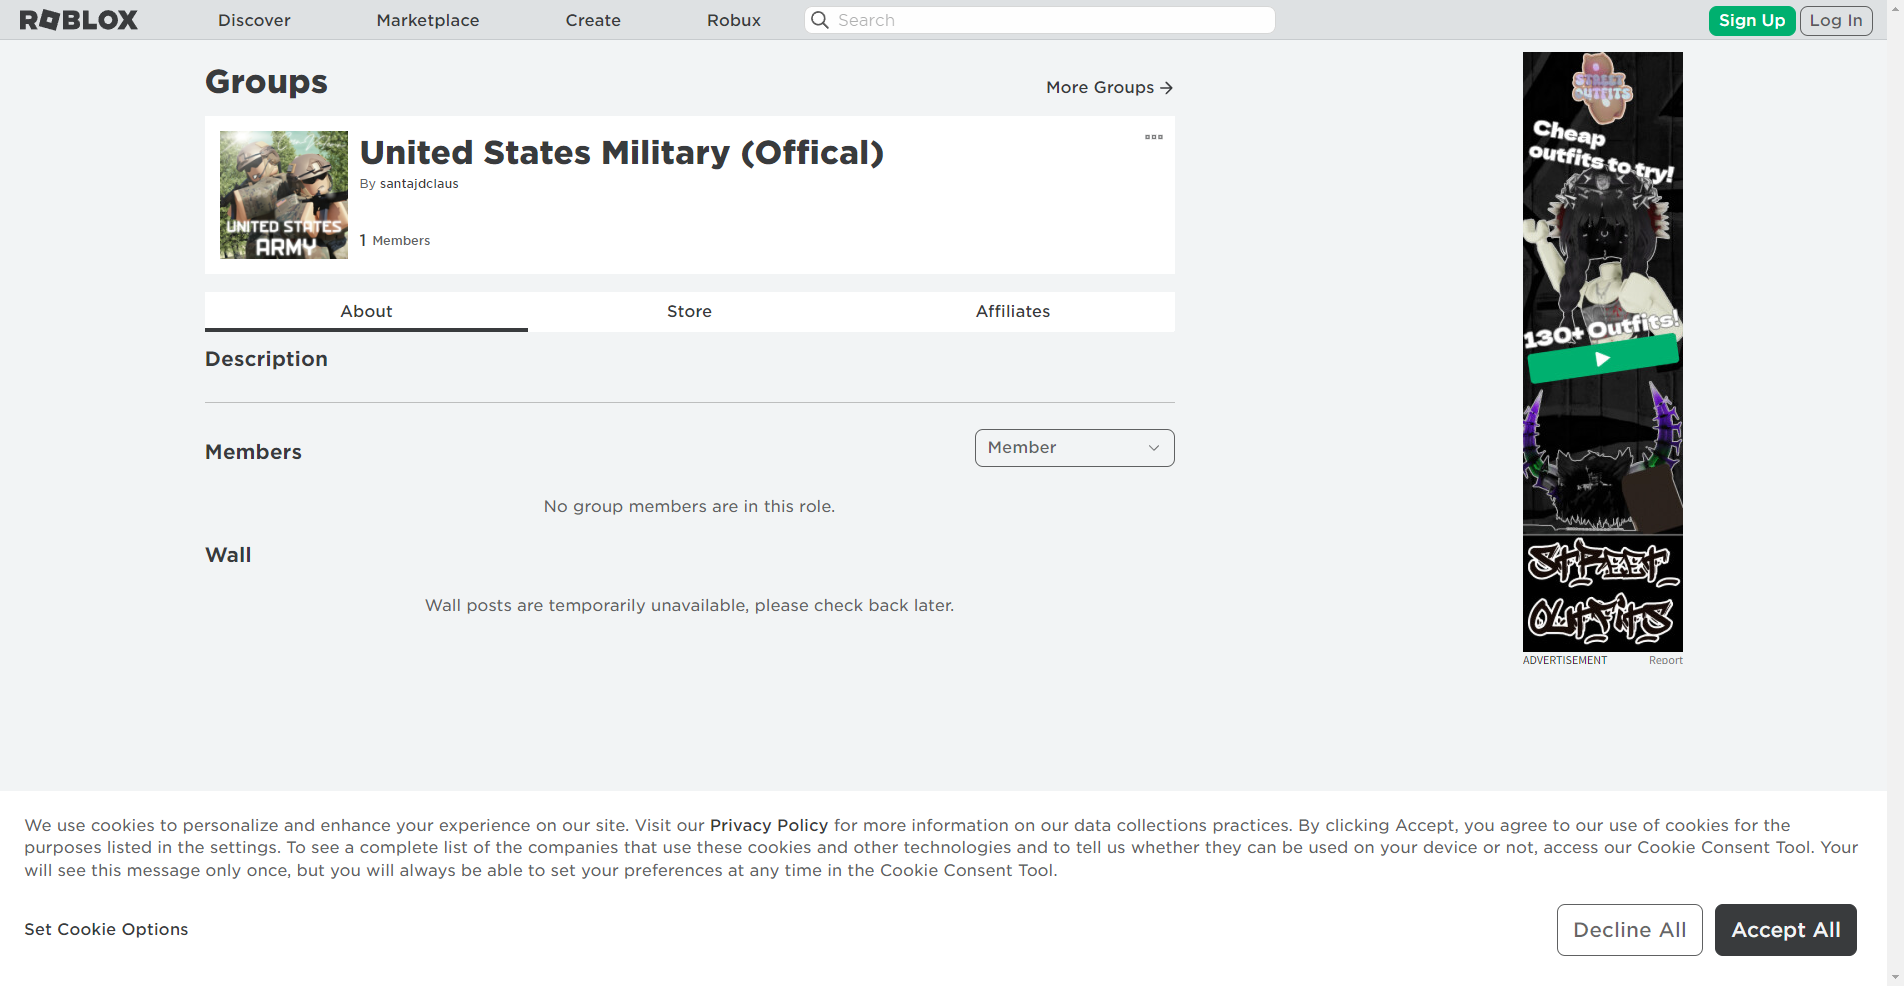 ROBLOX
Discover
Marketplace
Create
Robux
Search
Sign Up
Log In
Groups
More Groups
UNITED STATES
ARMY
United States Military (Offical)
By santajdclaus
1 Members
About
Store
Affiliates
Description
Members
Member
No group members are in this role.
Wall
Wall posts are temporarily unavailable, please check back later.
STREET
OUTFITS
Cheap
outfits to try!
130+ Outfits!
STREET
OUTFITS
ADVERTISEMENT
Report
We use cookies to personalize and enhance your experience on our site. Visit our Privacy Policy for more information on our data collections practices. By clicking Accept, you agree to our use of cookies for the
purposes listed in the settings. To see a complete list of the companies that use these cookies and other technologies and to tell us whether they can be used on your device or not, access our Cookie Consent Tool. Your
will see this message only once, but you will always be able to set your preferences at any time in the Cookie Consent Tool.
Set Cookie Options
Decline All
Accept All